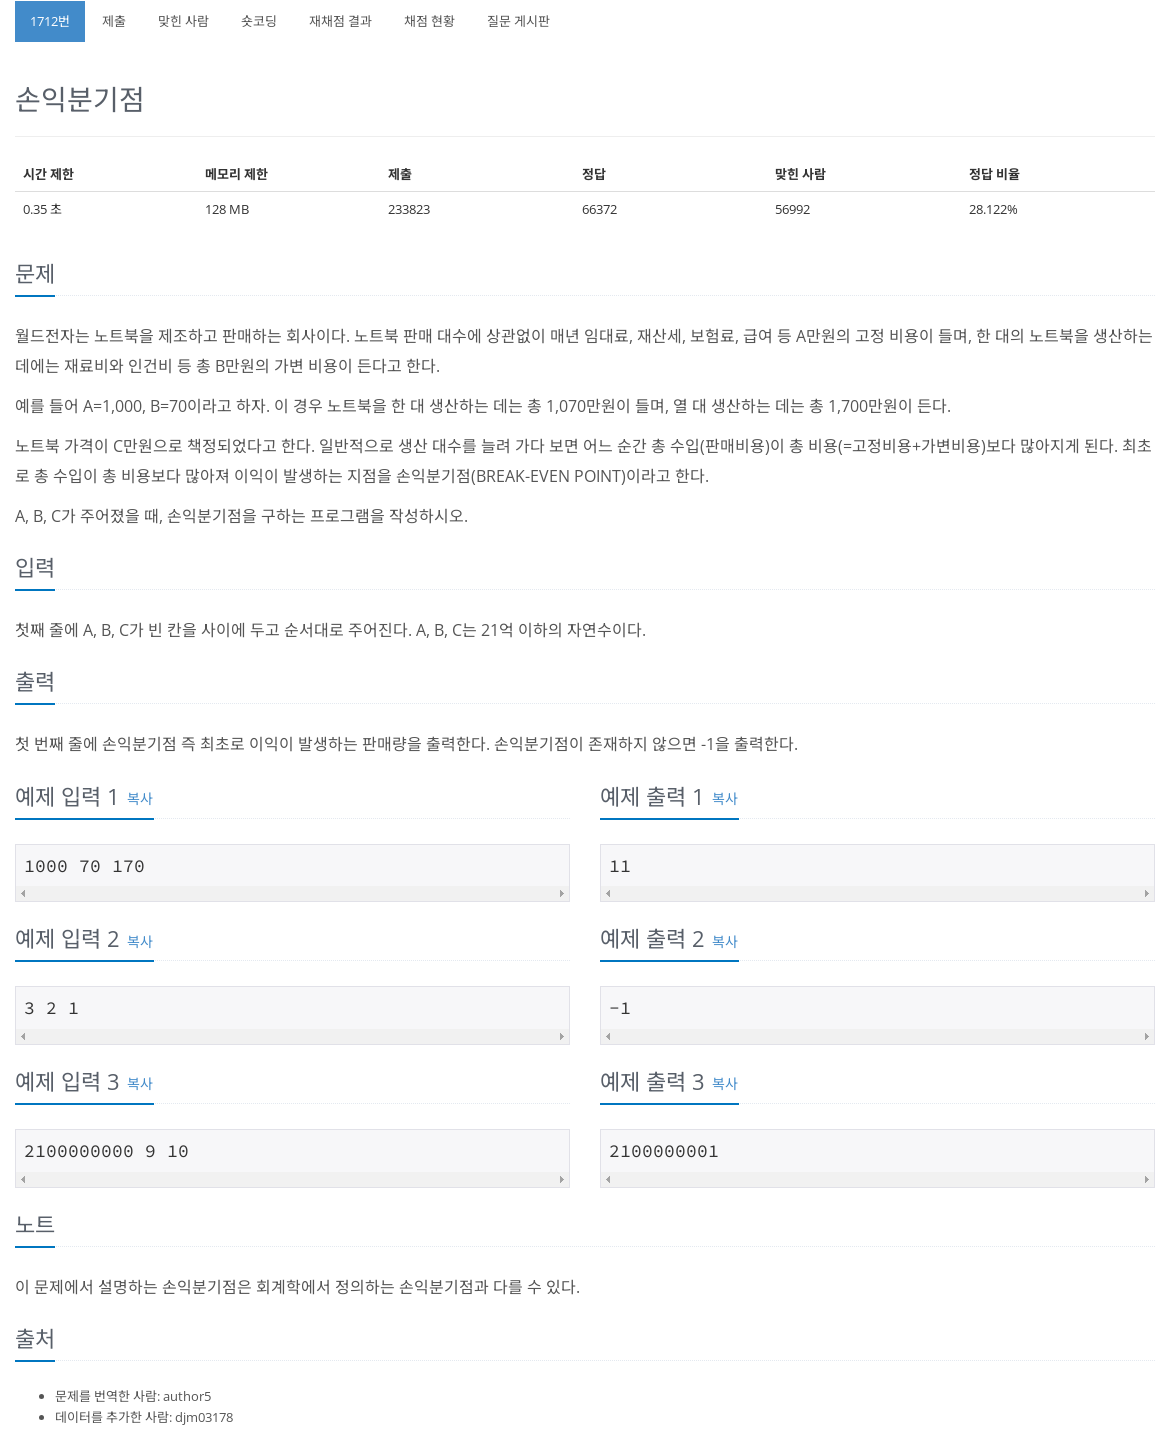 1712번 제출 맞힌 사람 숏코딩 재채점 결과 채점 현황 질문 게시판
손익분기점
시간 제한 메모리 제한 제출 정답 맞힌 사람 정답 비율
0.35 초 128 MB 233823 66372 56992 28.122%
문제
월드전자는 노트북을 제조하고 판매하는 회사이다. 노트북 판매 대수에 상관없이 매년 임대료, 재산세, 보험료, 급여 등 A만원의 고정 비용이 들며, 한 대의 노트북을 생산하는
데에는 재료비와 인건비 등 총 B만원의 가변 비용이 든다고 한다.
예를 들어 A=1,000, B=70이라고 하자. 이 경우 노트북을 한 대 생산하는 데는 총 1,070만원이 들며, 열 대 생산하는 데는 총 1,700만원이 든다.
노트북 가격이 C만원으로 책정되었다고 한다. 일반적으로 생산 대수를 늘려 가다 보면 어느 순간 총 수입(판매비용)이 총 비용(=고정비용+가변비용)보다 많아지게 된다. 최초
로 총 수입이 총 비용보다 많아져 이익이 발생하는 지점을 손익분기점(BREAK-EVEN POINT)이라고 한다.
A, B, C가 주어졌을 때, 손익분기점을 구하는 프로그램을 작성하시오.
입력
첫째 줄에 A, B, C가 빈 칸을 사이에 두고 순서대로 주어진다. A, B, C는 21억 이하의 자연수이다.
출력
첫 번째 줄에 손익분기점 즉 최초로 이익이 발생하는 판매량을 출력한다. 손익분기점이 존재하지 않으면 -1을 출력한다.
예제 입력 1 복사 예제 출력 1 복사
1000 70 170 11
예제 입력 2 복사 예제 출력 2 복사
3 2 1 -1
예제 입력 3 복사 예제 출력 3 복사
2100000000 9 10 2100000001
노트
이 문제에서 설명하는 손익분기점은 회계학에서 정의하는 손익분기점과 다를 수 있다.
출처
문제를 번역한 사람: author5
데이터를 추가한 사람: djm03178